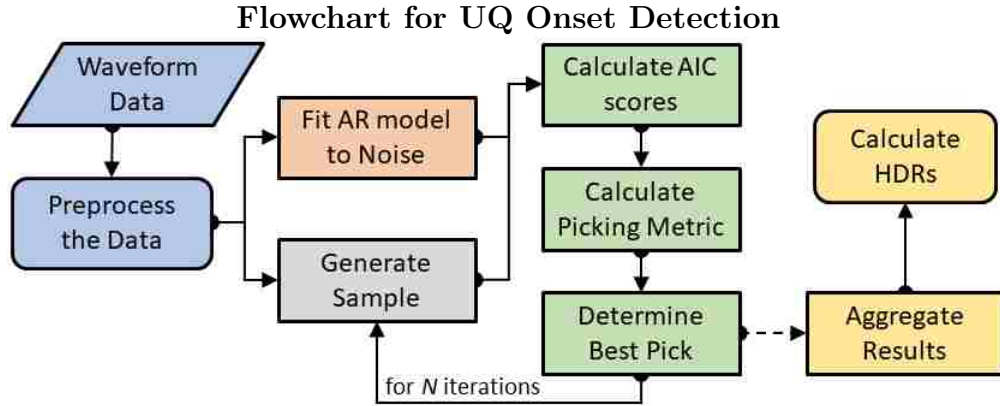 Flowchart for UQ Onset Detection
Waveform
Data
Preprocess
the Data
Fit AR model
to Noise
Generate
Sample
for N iterations
Calculate AIC
scores
Calculate
Picking Metric
Determine
Best Pick
Aggregate
Results
Calculate
HDRs